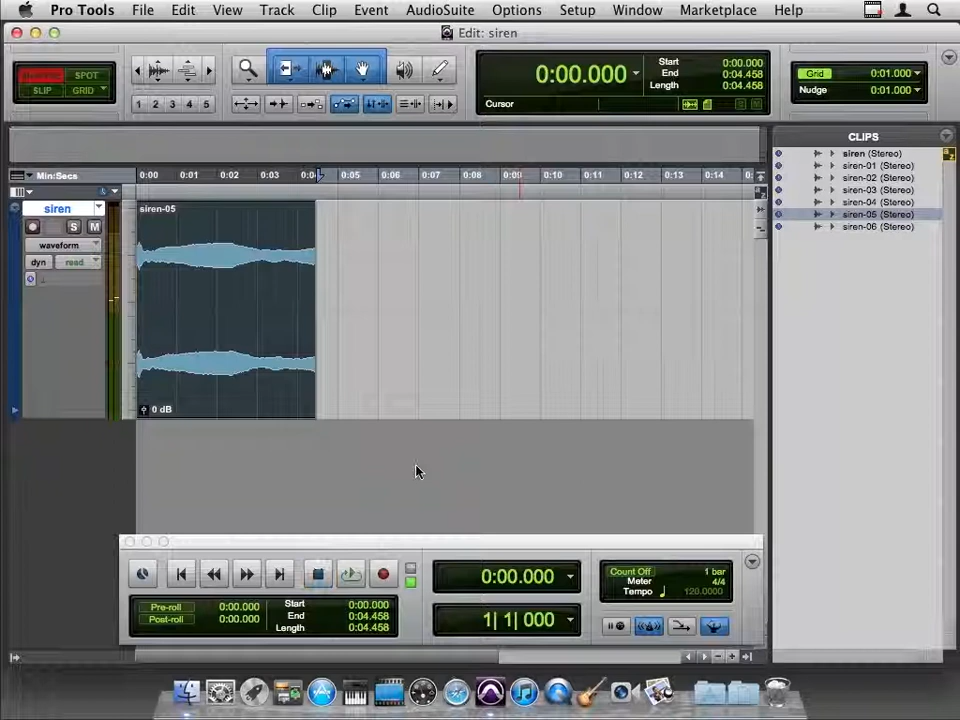 Pro Tools File Edit View Track Clip Event AudioSuite Options Setup Window Marketplace Help
Edit: siren
SPOT
SLIP GRID
1 2 3 4 5
0:00.000
Start 0:00.000
End 0:04.458
Length 0:04.458
Cursor
Grid 0:01.000
Nudge 0:01.000
CLIPS
siren (Stereo)
siren-01 (Stereo)
siren-02 (Stereo)
siren-03 (Stereo)
siren-04 (Stereo)
siren-05 (Stereo)
siren-06 (Stereo)
Min:Secs 0:00 0:01 0:02 0:03 0:05 0:06 0:07 0:08 0:09 0:10 0:11 0:12 0:13 0:14
siren
S M
waveform
dyn read
siren-05
0 dB
0:00.000
1| 1| 000
Pre-roll 0:00.000
Post-roll 0:00.000
Start 0:00.000
End 0:04.458
Length 0:04.458
Count Off 1 bar
Meter 4/4
Tempo 120.0000